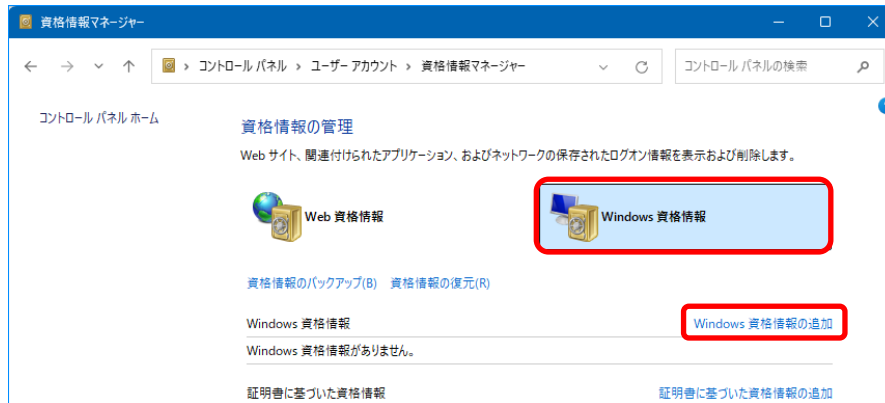 資格情報マネージャー
コントロール パネル › ユーザー アカウント › 資格情報マネージャー
コントロール パネルの検索
コントロール パネル ホーム
資格情報の管理
Web サイト、関連付けられたアプリケーション、およびネットワークの保存されたログオン情報を表示および削除します。
Web 資格情報
Windows 資格情報
資格情報のバックアップ(B) 資格情報の復元(R)
Windows 資格情報 Windows 資格情報の追加
Windows 資格情報がありません。
証明書に基づいた資格情報 証明書に基づいた資格情報の追加